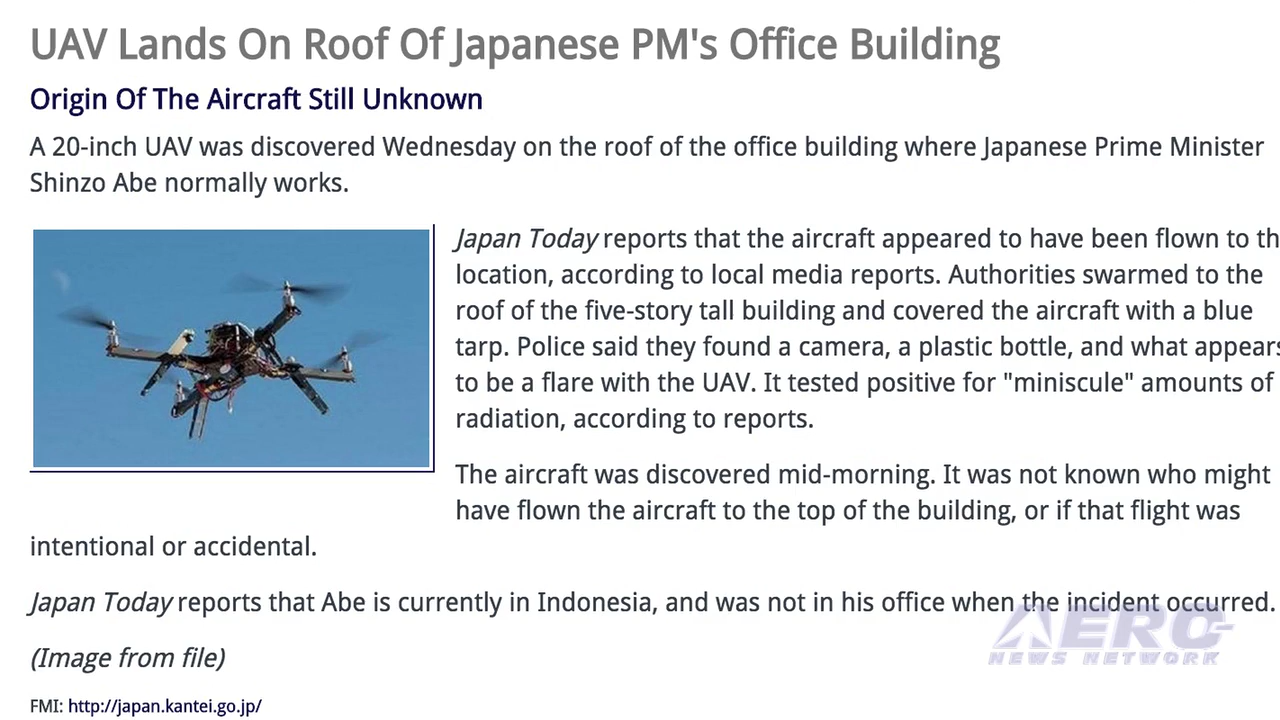 UAV Lands On Roof Of Japanese PM's Office Building
Origin Of The Aircraft Still Unknown
A 20-inch UAV was discovered Wednesday on the roof of the office building where Japanese Prime Minister
Shinzo Abe normally works.
Japan Today reports that the aircraft appeared to have been flown to th
location, according to local media reports. Authorities swarmed to the
roof of the five-story tall building and covered the aircraft with a blue
tarp. Police said they found a camera, a plastic bottle, and what appears
to be a flare with the UAV. It tested positive for "miniscule" amounts of
radiation, according to reports.
The aircraft was discovered mid-morning. It was not known who might
have flown the aircraft to the top of the building, or if that flight was
intentional or accidental.
Japan Today reports that Abe is currently in Indonesia, and was not in his office when the incident occurred.
(Image from file)
AERO
NEWS NETWORK
FMI: http://japan.kantei.go.jp/